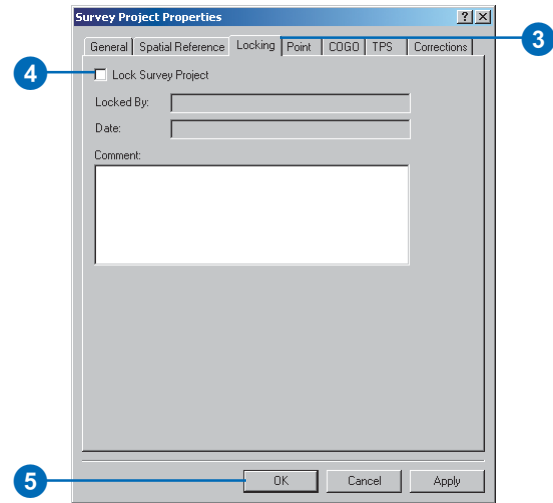 Survey Project Properties ? X
General Spatial Reference Locking Point COGO TPS Corrections
3
4
Lock Survey Project
Locked By:
Date:
Comment:
5
OK Cancel Apply